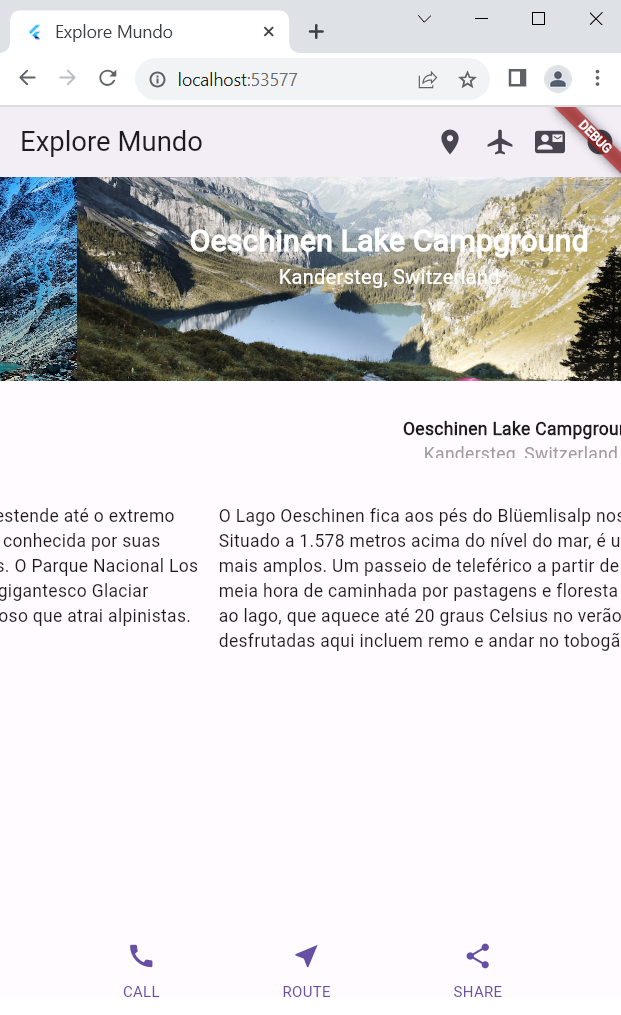 Explore Mundo
localhost:53577
Explore Mundo
DEBUG
Oeschinen Lake Campground
Kandersteg, Switzerland
Oeschinen Lake Campgroun
Kandersteg, Switzerland
estende até o extremo
conhecida por suas
s. O Parque Nacional Los
gigantesco Glaciar
oso que atrai alpinistas.
O Lago Oeschinen fica aos pés do Blüemlisalp nos
Situado a 1.578 metros acima do nível do mar, é u
mais amplos. Um passeio de teleférico a partir de
meia hora de caminhada por pastagens e floresta
ao lago, que aquece até 20 graus Celsius no verão
desfrutadas aqui incluem remo e andar no tobogã
CALL
ROUTE
SHARE